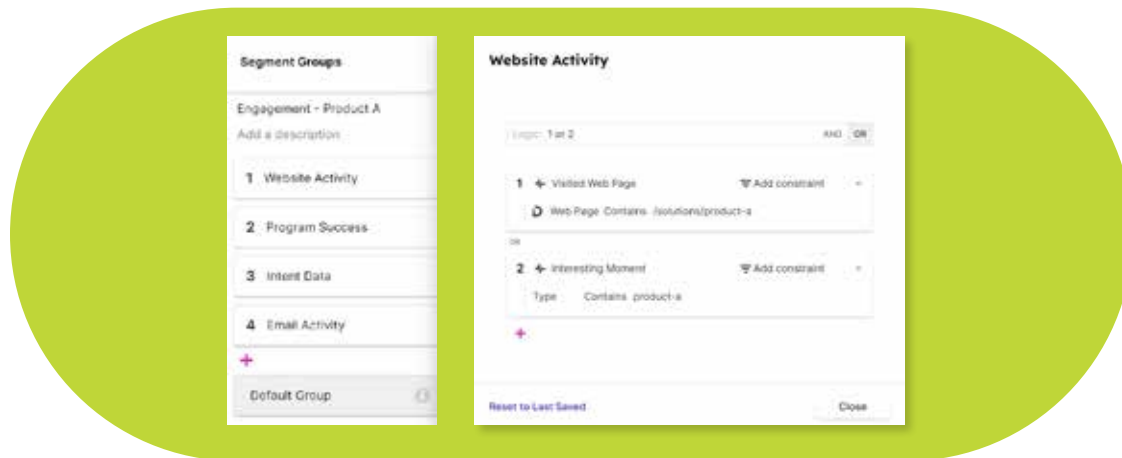 Segment Groups
Engagement - Product A
Add a description
1 Website Activity
2 Program Success
3 Intent Data
4 Email Activity
+
Default Group
Website Activity
Logic: 1 or 2 AND OR
1 Visited Web Page Add constraint
Web Page Contains /solutions/product-a
OR
2 Interesting Moment Add constraint
Type Contains product-a
+
Reset to Last Saved Close